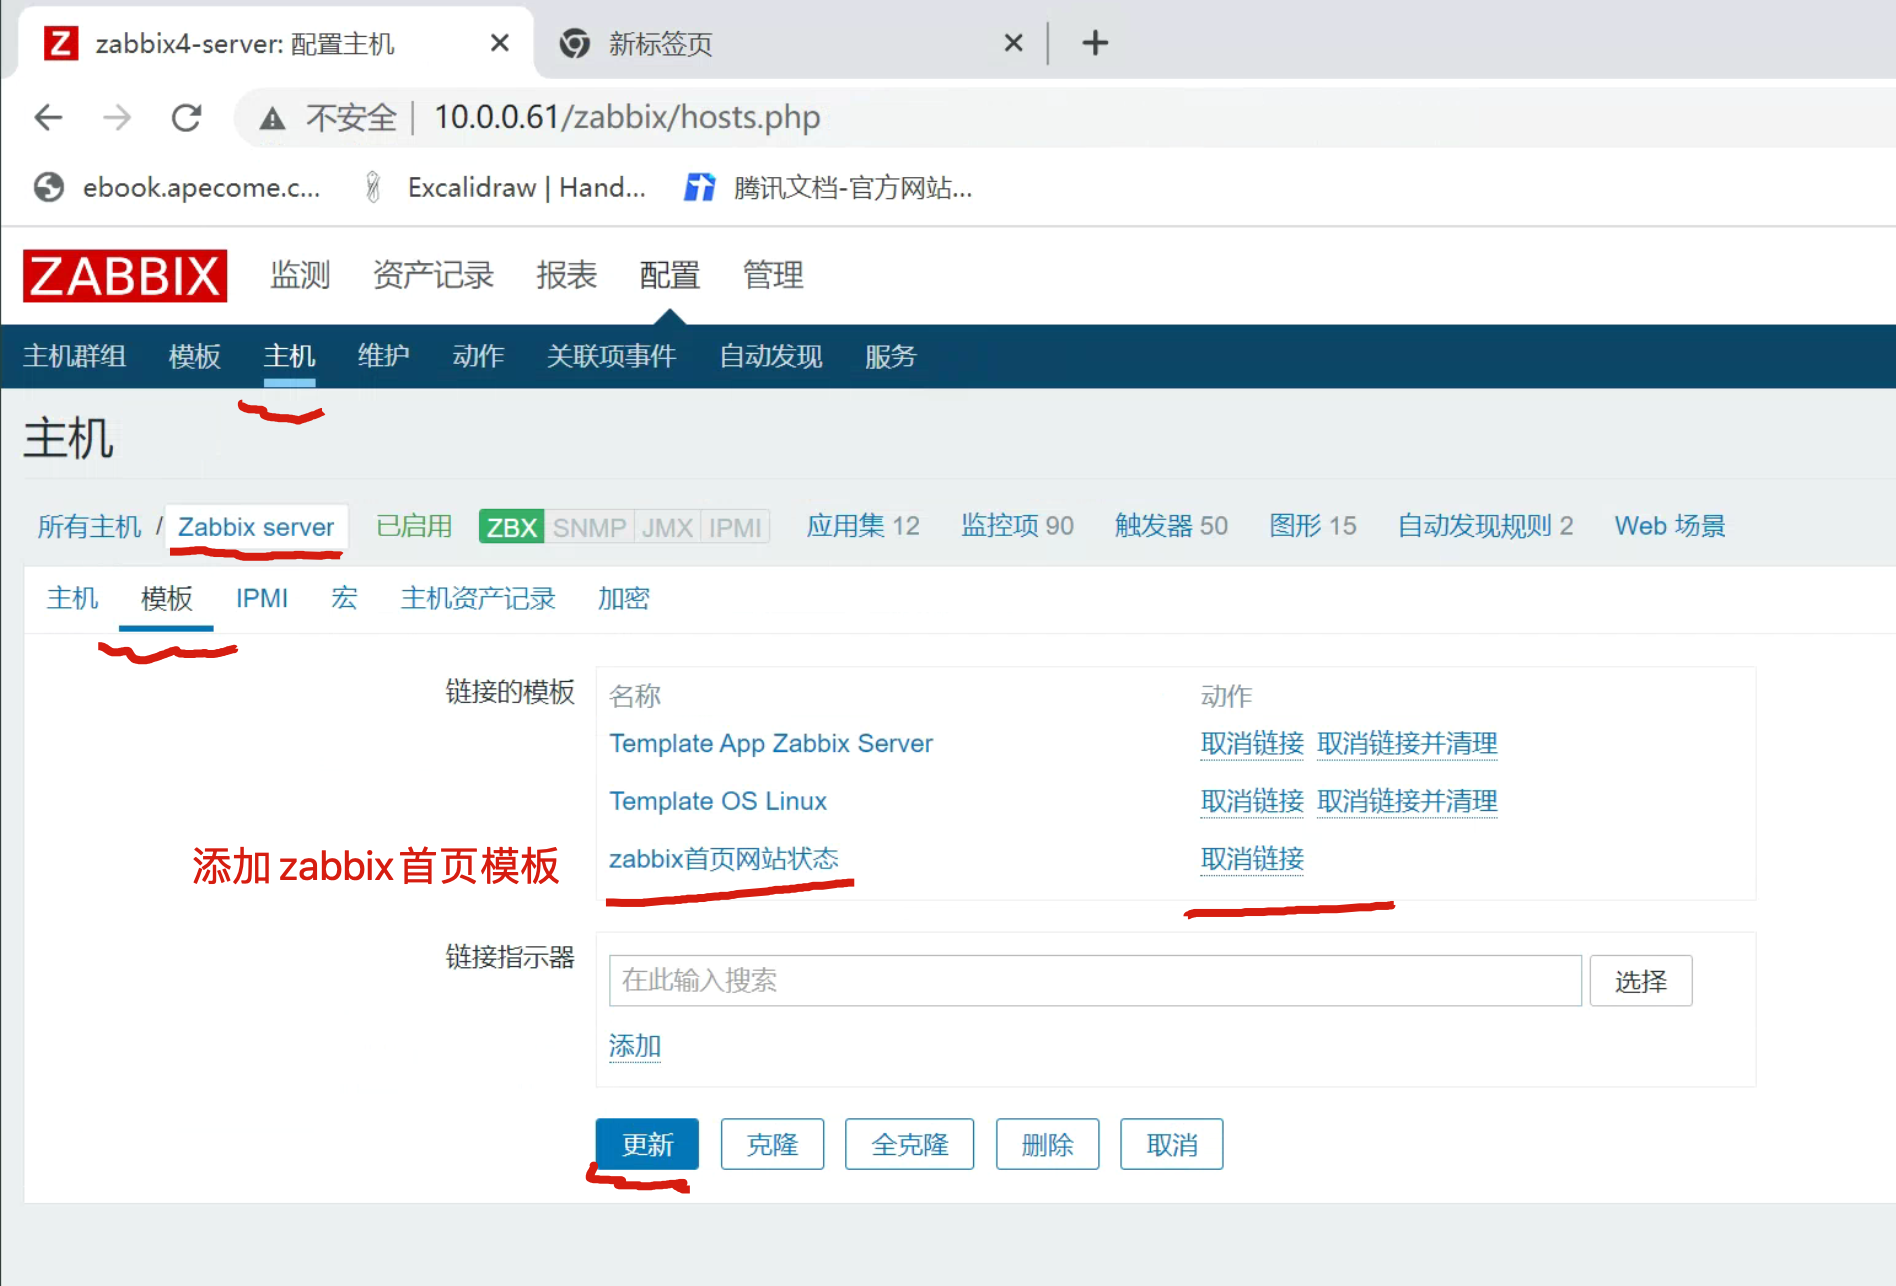 Z zabbix4-server: 配置主机 新标签页
不安全 10.0.0.61/zabbix/hosts.php
ebook.apecome.c... Excalidraw | Hand... 腾讯文档-官方网站...
ZABBIX 监测 资产记录 报表 配置 管理
主机群组 模板 主机 维护 动作 关联项事件 自动发现 服务
主机
所有主机 / Zabbix server 已启用 ZBX SNMP JMX IPMI 应用集 12 监控项 90 触发器 50 图形 15 自动发现规则 2 Web 场景
主机 模板 IPMI 宏 主机资产记录 加密
链接的模板 名称 动作
Template App Zabbix Server 取消链接 取消链接并清理
Template OS Linux 取消链接 取消链接并清理
添加zabbix首页模板 zabbix首页网站状态 取消链接
链接指示器
在此输入搜索 选择
添加
更新 克隆 全克隆 删除 取消